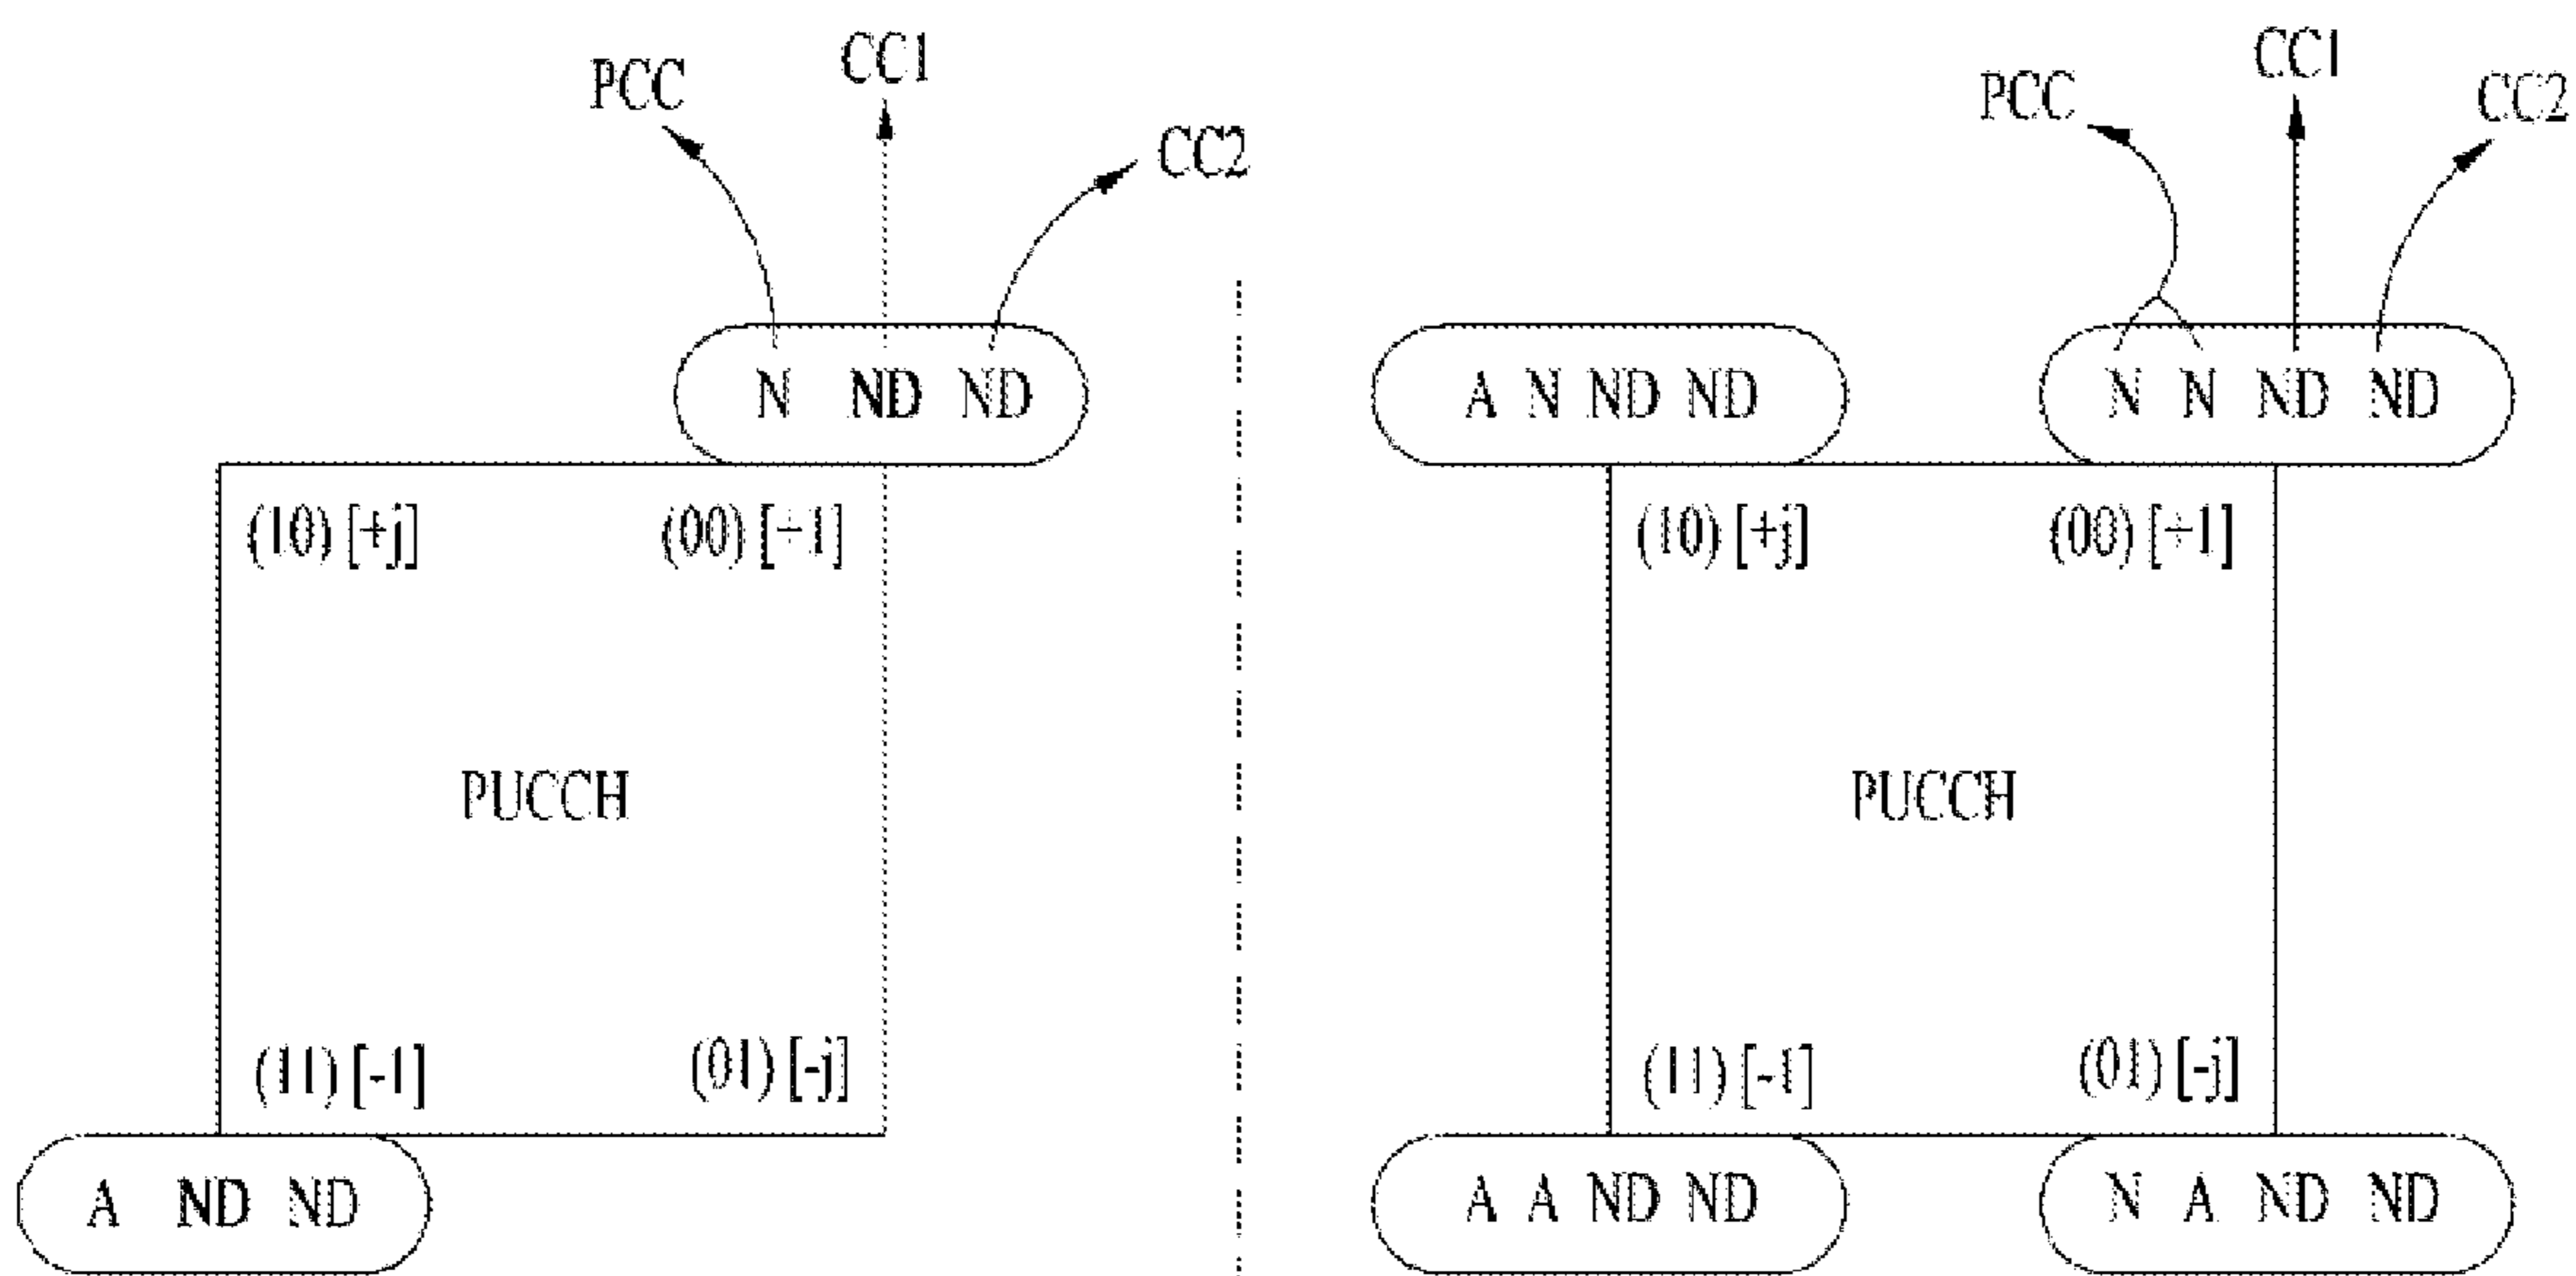 PCC CC1 CC2
N ND ND
(10) [+j] (00) [+1]
PUCCH
(11) [-1] (01) [-j]
A ND ND
PCC CC1 CC2
A N ND ND N N ND ND
(10) [+j] (00) [+1]
PUCCH
(11) [-1] (01) [-j]
A A ND ND N A ND ND